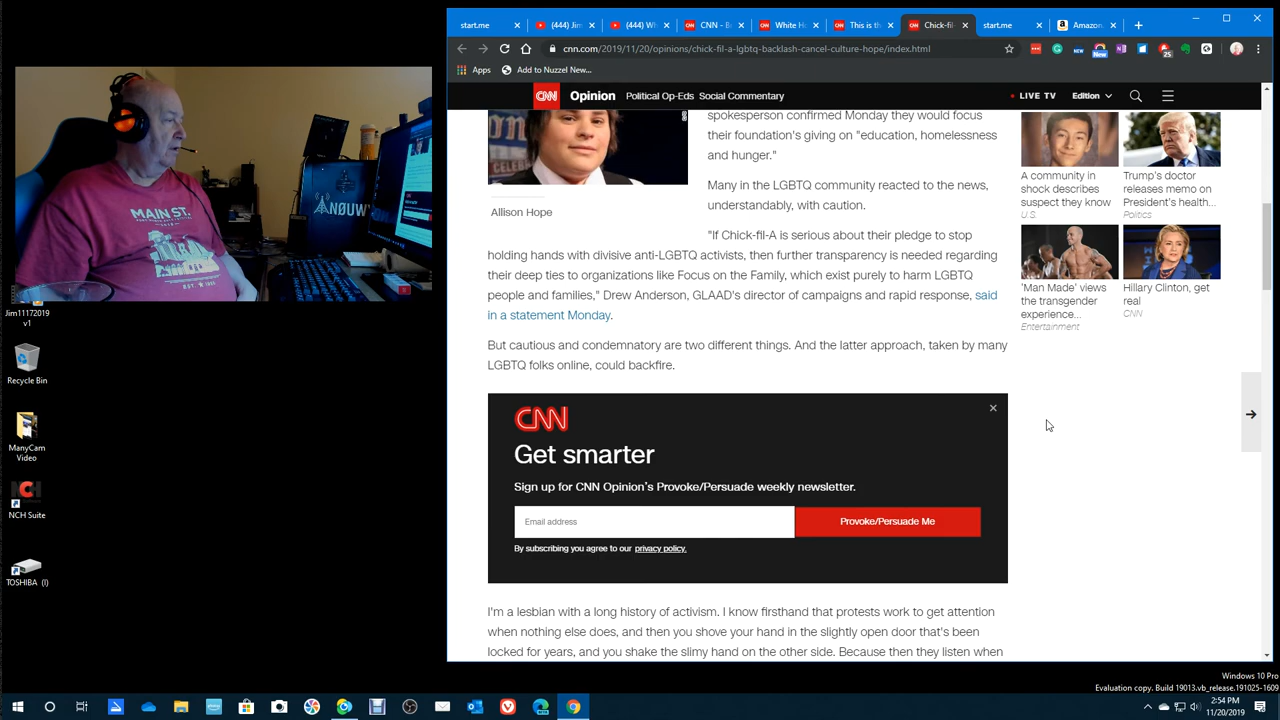 start.me
(444) Jim
(444) Wh
CNN - B
White H
This is th
Chick-fil
start.me
Amazon.
cnn.com/2019/11/20/opinions/chick-fil-a-lgbtq-backlash-cancel-culture-hope/index.html
New
25
Apps
Add to Nuzzel New...
CNN Opinion Political Op-Eds Social Commentary
LIVE TV Edition
spokesperson confirmed Monday they would focus
their foundation's giving on "education, homelessness
and hunger."
Many in the LGBTQ community reacted to the news,
understandably, with caution.
Allison Hope
"If Chick-fil-A is serious about their pledge to stop
holding hands with divisive anti-LGBTQ activists, then further transparency is needed regarding
their deep ties to organizations like Focus on the Family, which exist purely to harm LGBTQ
people and families," Drew Anderson, GLAAD's director of campaigns and rapid response, said
in a statement Monday.
But cautious and condemnatory are two different things. And the latter approach, taken by many
LGBTQ folks online, could backfire.
CNN
Get smarter
Sign up for CNN Opinion's Provoke/Persuade weekly newsletter.
Email address
Provoke/Persuade Me
By subscribing you agree to our privacy policy.
I'm a lesbian with a long history of activism. I know firsthand that protests work to get attention
when nothing else does, and then you shove your hand in the slightly open door that's been
locked for years, and you shake the slimy hand on the other side. Because then they listen when
A community in
shock describes
suspect they know
U.S.
Trump's doctor
releases memo on
President's health...
Politics
'Man Made' views
the transgender
experience...
Entertainment
Hillary Clinton, get
real
CNN
MAIN ST.
ANØUW
Jim11172019
v1
Recycle Bin
ManyCam
Video
NCH Suite
TOSHIBA (I)
Windows 10 Pro
Evaluation copy. Build 19013.vb_release.191025-1609
2:54 PM
11/20/2019